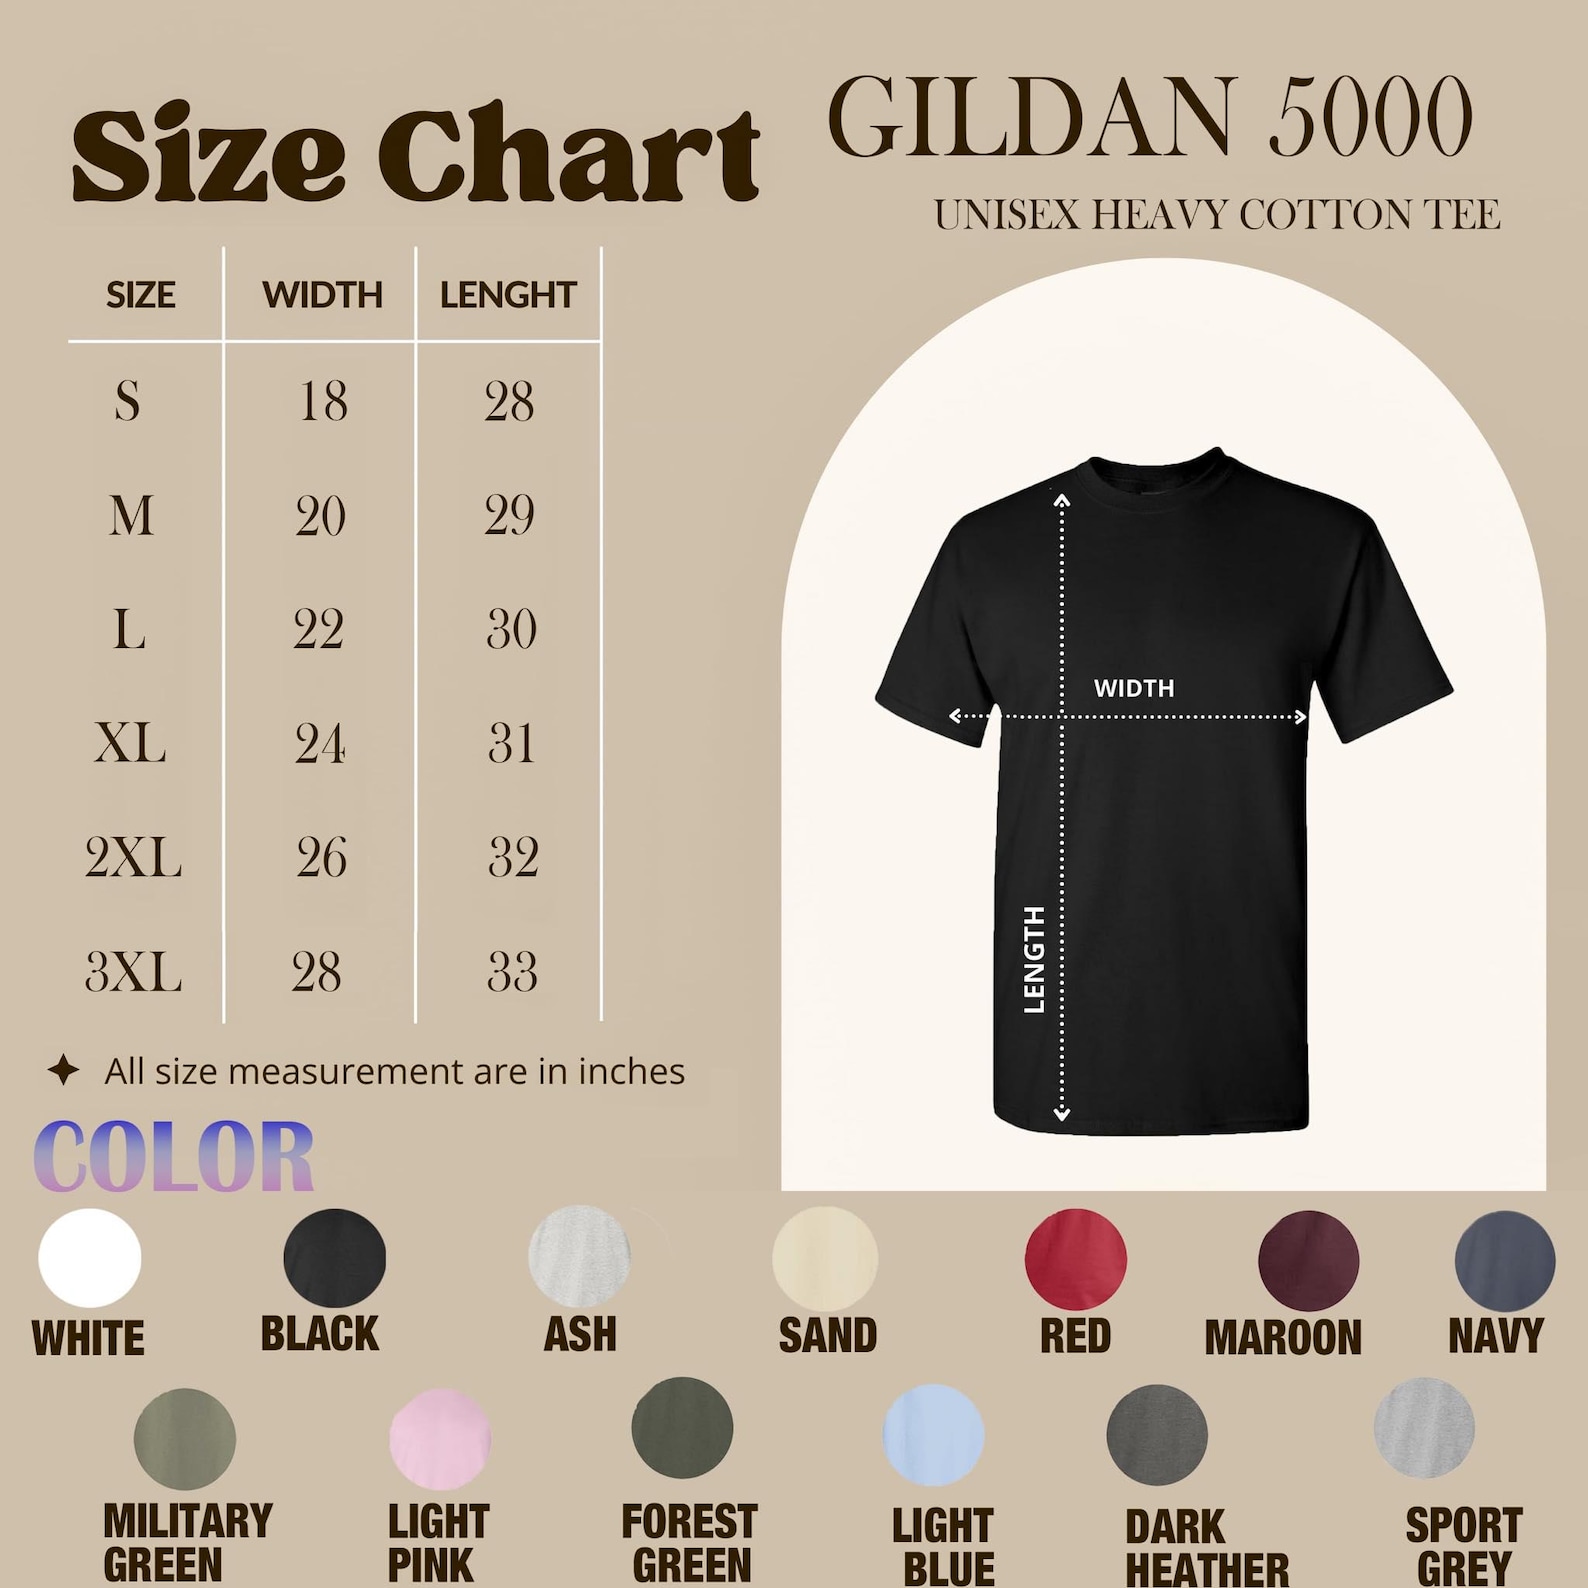 Size Chart
GILDAN 5000
UNISEX HEAVY COTTON TEE
SIZE WIDTH LENGHT
S 18 28
M 20 29
L 22 30
XL 24 31
2XL 26 32
3XL 28 33
All size measurement are in inches
WIDTH
LENGTH
COLOR
WHITE BLACK ASH SAND RED MAROON NAVY
MILITARY GREEN
LIGHT PINK
FOREST GREEN
LIGHT BLUE
DARK HEATHER
SPORT GREY